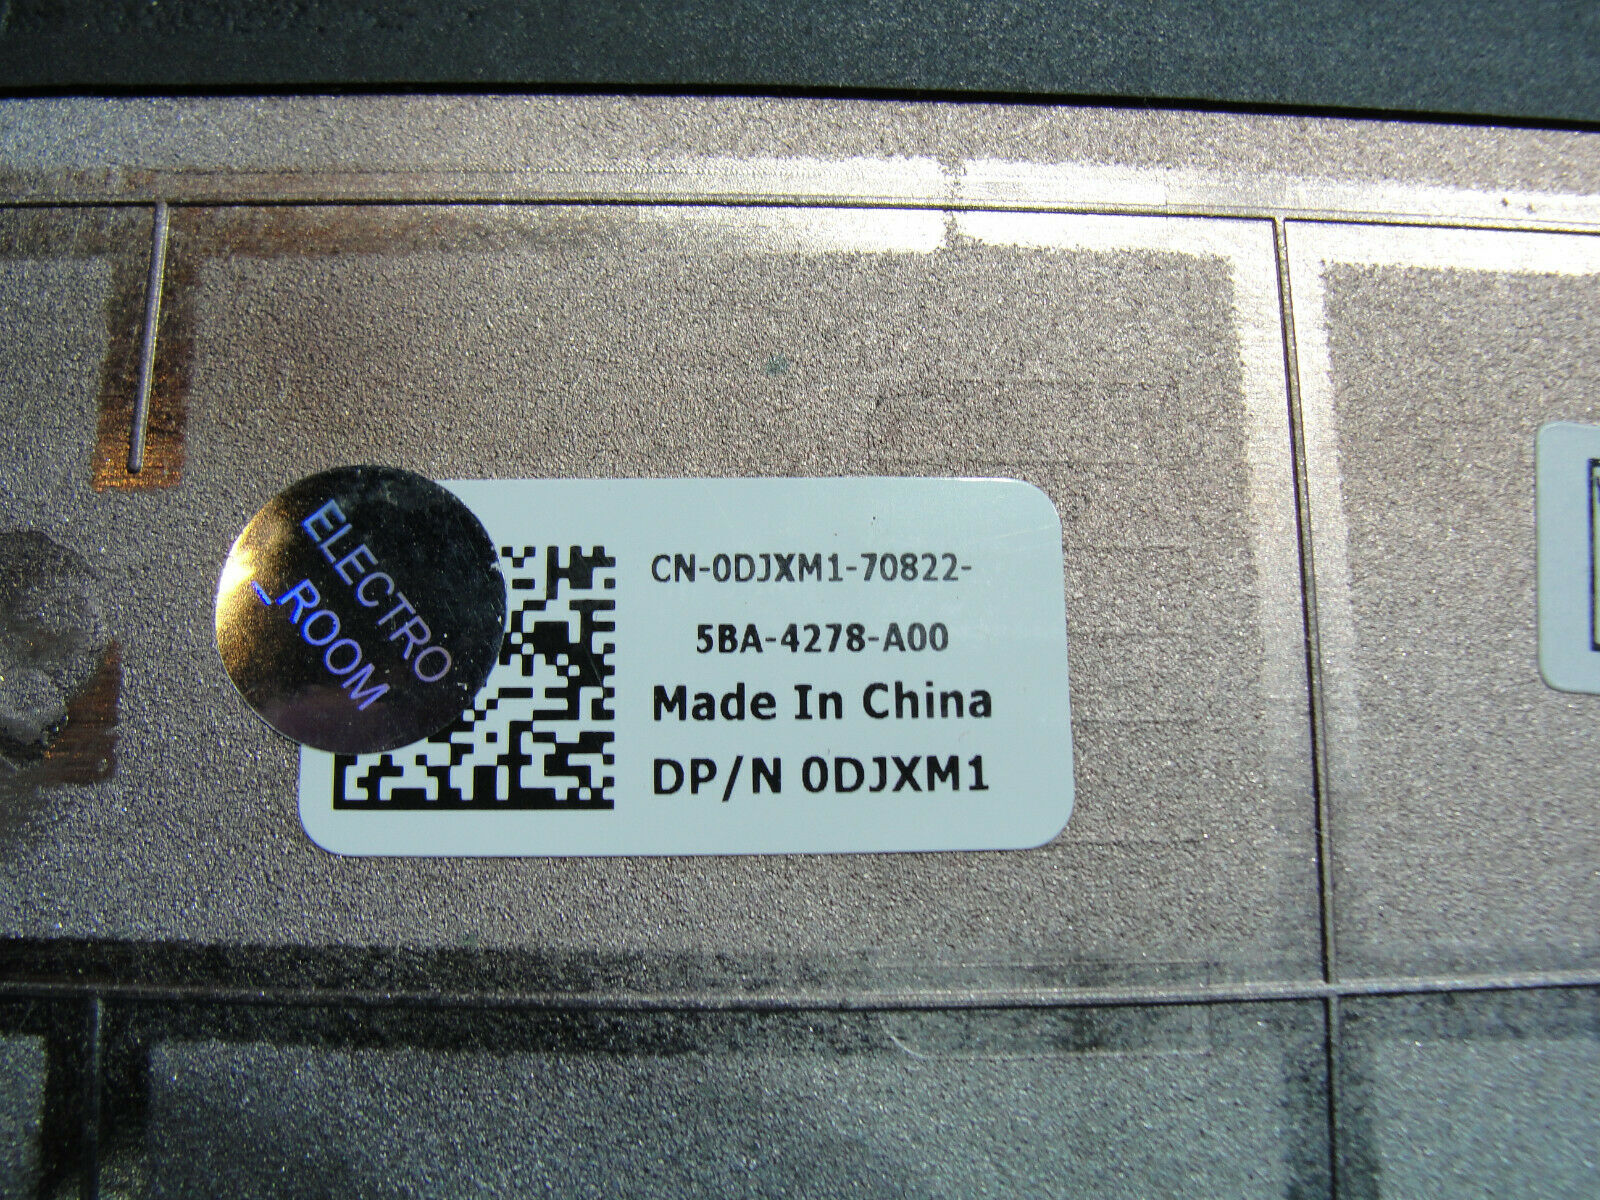 ELECTRO
_ROOM
CN-0DJXM1-70822-
5BA-4278-A00
Made In China
DP/N 0DJXM1